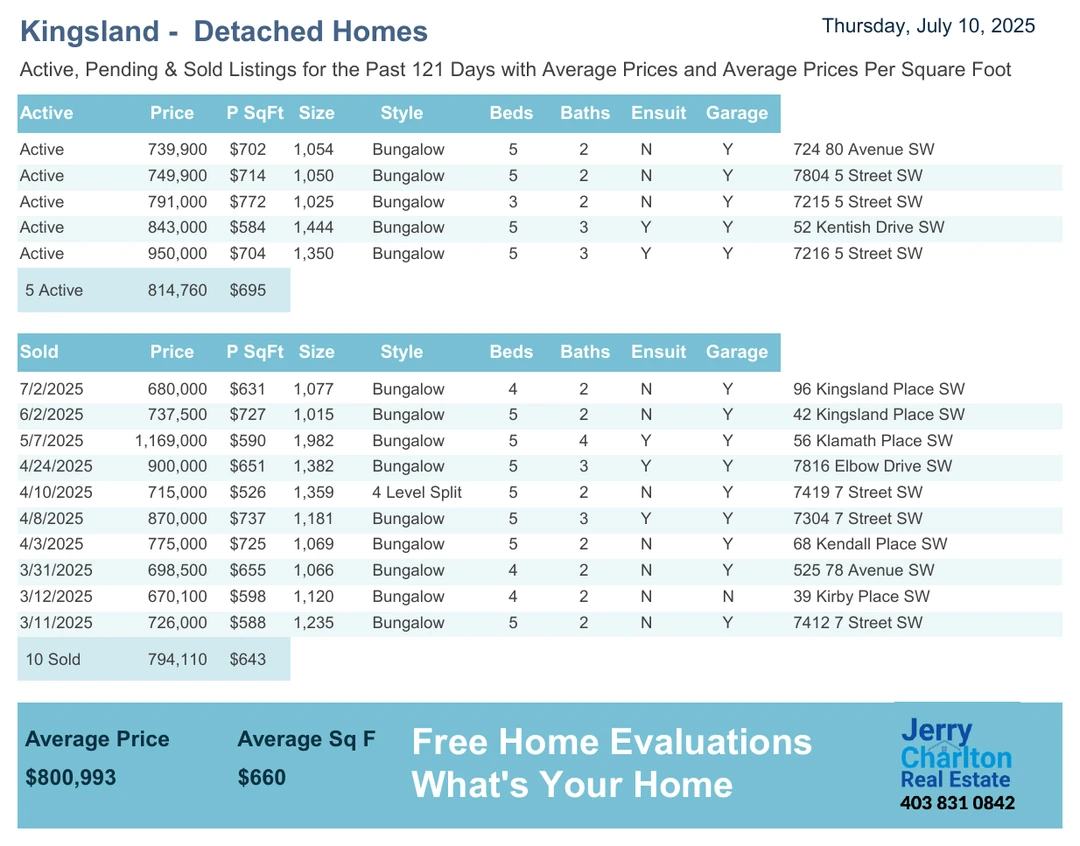 Kingsland -  Detached Homes
Thursday, July 10, 2025
Active, Pending & Sold Listings for the Past 121 Days with Average Prices and Average Prices Per Square Foot
Active Price P SqFt Size Style Beds Baths Ensuit Garage
Active 739,900 $702 1,054 Bungalow 5 2 N Y 724 80 Avenue SW
Active 749,900 $714 1,050 Bungalow 5 2 N Y 7804 5 Street SW
Active 791,000 $772 1,025 Bungalow 3 2 N Y 7215 5 Street SW
Active 843,000 $584 1,444 Bungalow 5 3 Y Y 52 Kentish Drive SW
Active 950,000 $704 1,350 Bungalow 5 3 Y Y 7216 5 Street SW
5 Active 814,760 $695
Sold Price P SqFt Size Style Beds Baths Ensuit Garage
7/2/2025 680,000 $631 1,077 Bungalow 4 2 N Y 96 Kingsland Place SW
6/2/2025 737,500 $727 1,015 Bungalow 5 2 N Y 42 Kingsland Place SW
5/7/2025 1,169,000 $590 1,982 Bungalow 5 4 Y Y 56 Klamath Place SW
4/24/2025 900,000 $651 1,382 Bungalow 5 3 Y Y 7816 Elbow Drive SW
4/10/2025 715,000 $526 1,359 4 Level Split 5 2 N Y 7419 7 Street SW
4/8/2025 870,000 $737 1,181 Bungalow 5 3 Y Y 7304 7 Street SW
4/3/2025 775,000 $725 1,069 Bungalow 5 2 N Y 68 Kendall Place SW
3/31/2025 698,500 $655 1,066 Bungalow 4 2 N Y 525 78 Avenue SW
3/12/2025 670,100 $598 1,120 Bungalow 4 2 N N 39 Kirby Place SW
3/11/2025 726,000 $588 1,235 Bungalow 5 2 N Y 7412 7 Street SW
10 Sold 794,110 $643
Average Price Average Sq F
$800,993 $660
Free Home Evaluations
What's Your Home
Jerry
Charlton
Real Estate
403 831 0842